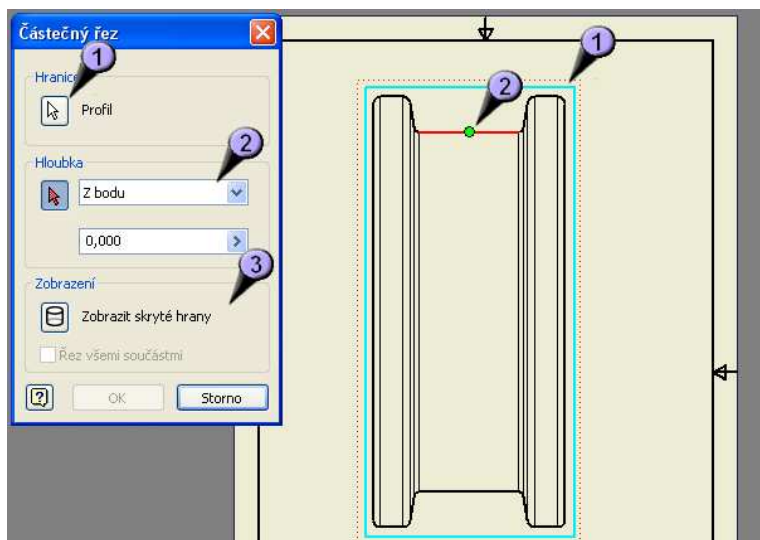 Částečný řez
1
Hranice
Profil
2
Hloubka
Z bodu
0,000
3
Zobrazení
Zobrazit skryté hrany
Řez všemi součástmi
OK
Storno
1
2